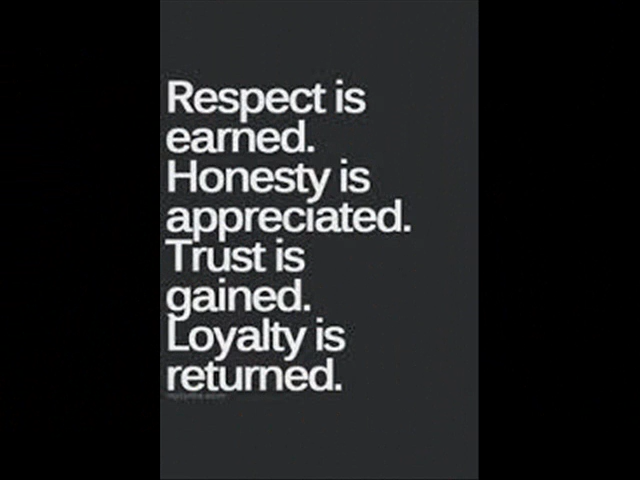 Respect is
earned.
Honesty is
appreciated.
Trust is
gained.
Loyalty is
returned.